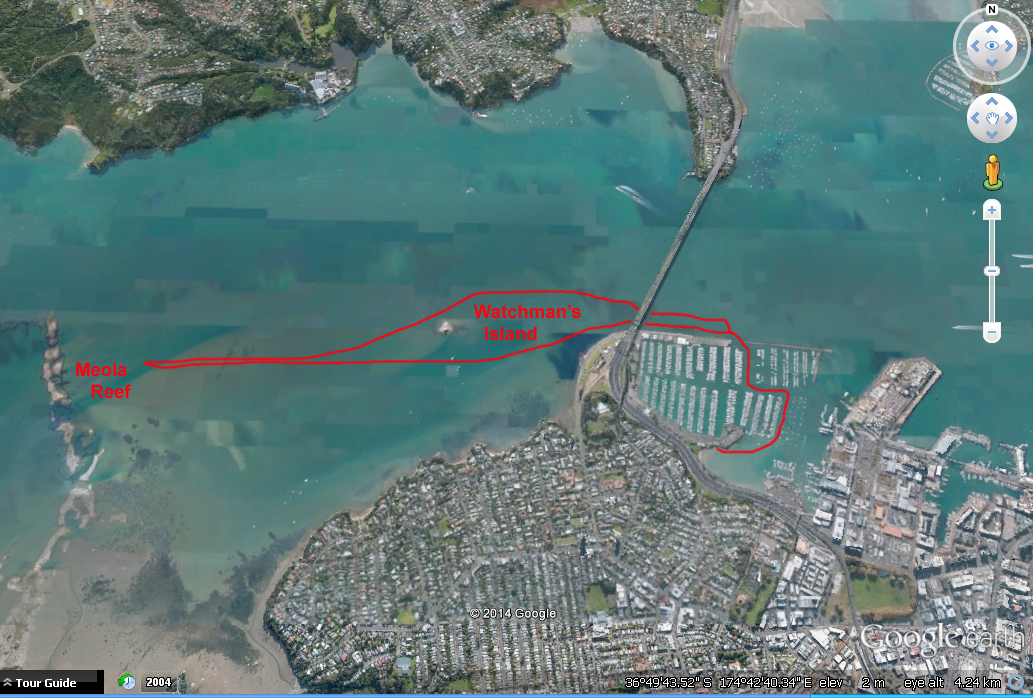 N
Watchman's
Island
Meola
Reef
© 2014 Google
Google earth
Tour Guide
2004
36°49'43.52" S 174°42'40.34" E elev 2 m eye alt 4.24 km